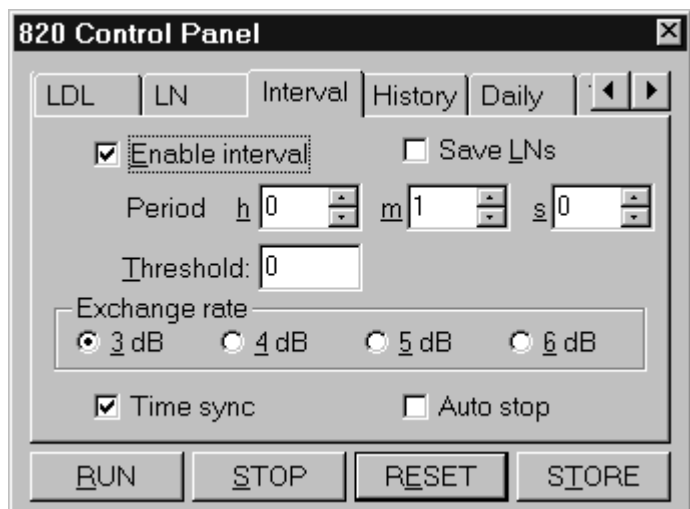 820 Control Panel
LDL LN Interval History Daily
Enable interval Save LNs
Period h 0 m 1 s 0
Threshold: 0
Exchange rate
3 dB 4 dB 5 dB 6 dB
Time sync Auto stop
RUN STOP RESET STORE